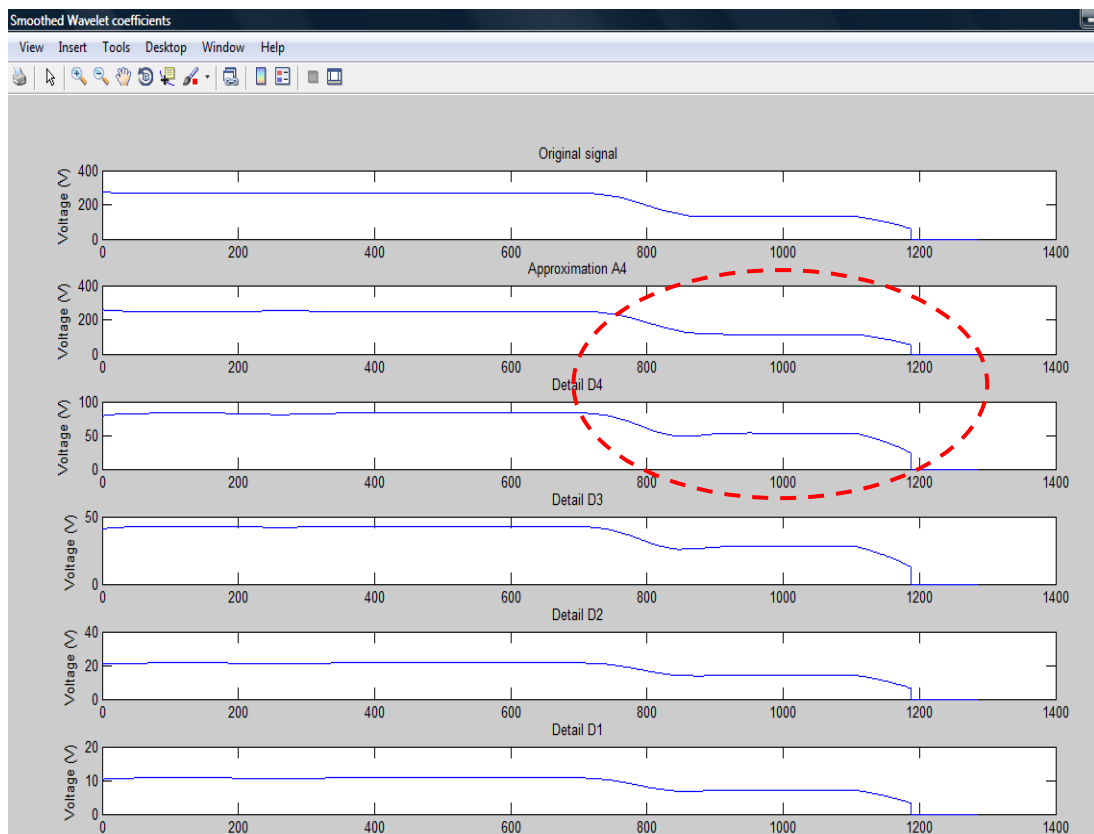 Smoothed Wavelet coefficients
View Insert Tools Desktop Window Help
Original signal
Voltage (V)
400
200
0
0 200 400 600 800 1000 1200 1400
Approximation A4
Voltage (V)
400
200
0
0 200 400 600 800 1000 1200 1400
Detail D4
Voltage (V)
100
50
0
0 200 400 600 800 1000 1200 1400
Detail D3
Voltage (V)
50
0
0 200 400 600 800 1000 1200 1400
Detail D2
Voltage (V)
40
20
0
0 200 400 600 800 1000 1200 1400
Detail D1
Voltage (V)
20
10
0
0 200 400 600 800 1000 1200 1400